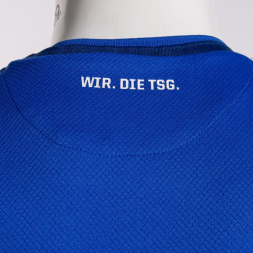 WIR. DIE TSG.